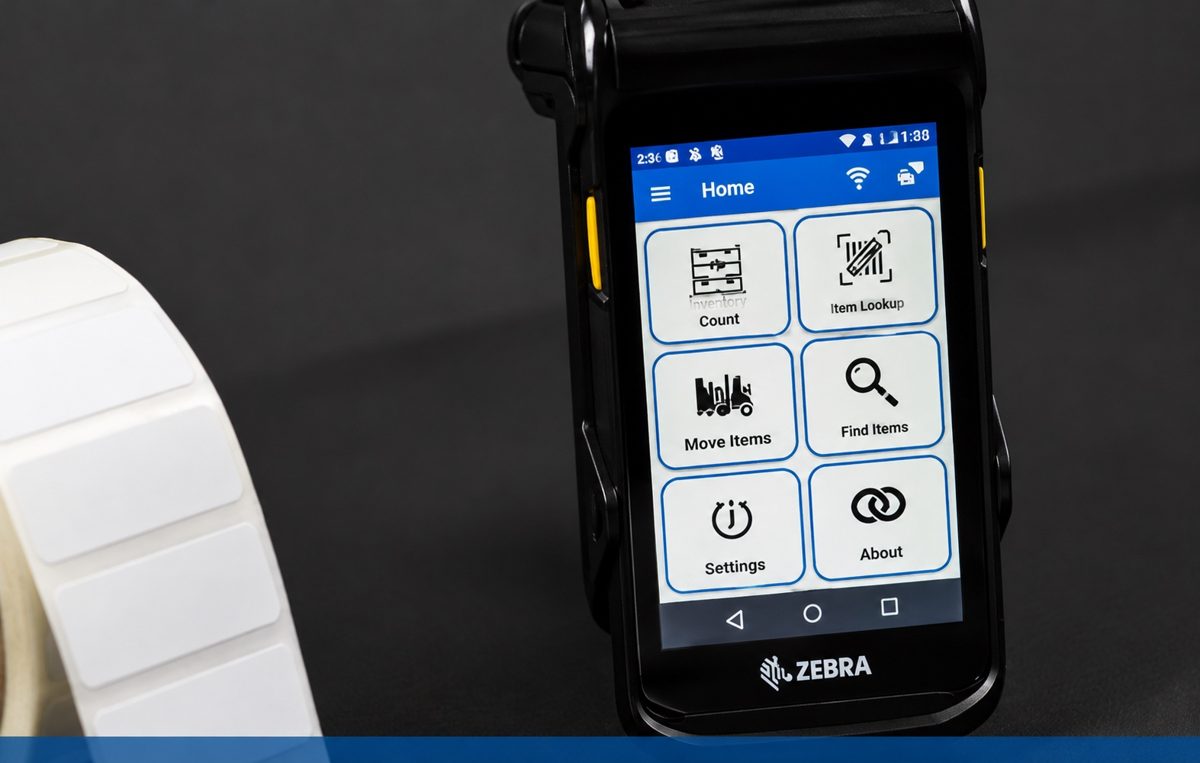 2:36 1:38
Home
Inventory
Count
Item Lookup
Move Items
Find Items
Settings
About
ZEBRA